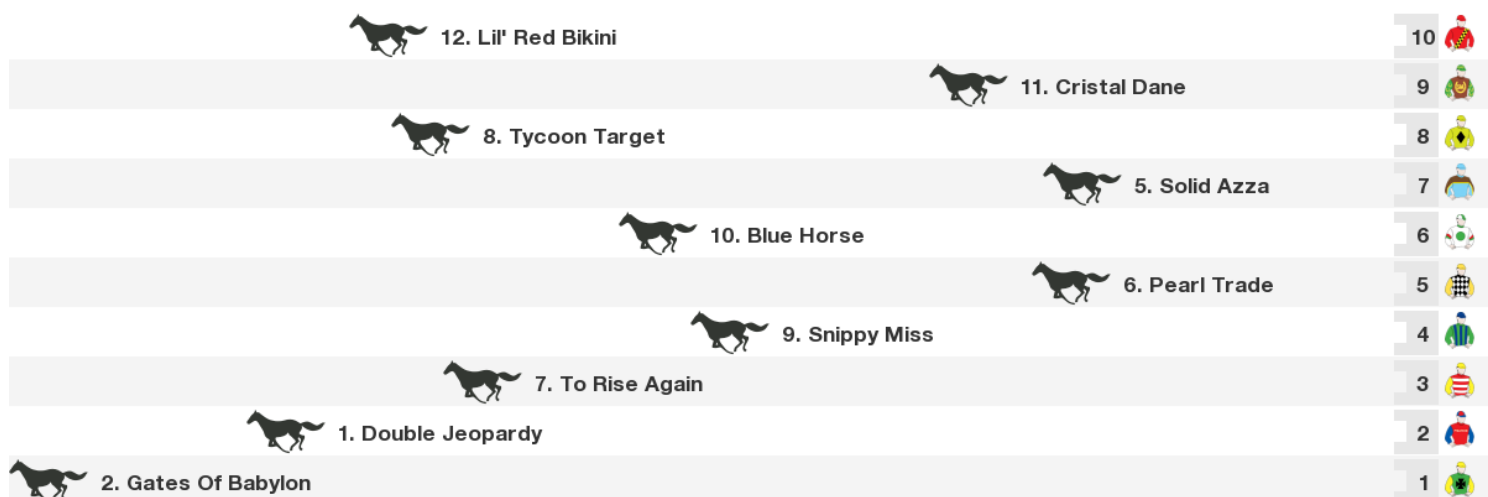 12. Lil' Red Bikini 10
11. Cristal Dane 9
8. Tycoon Target 8
5. Solid Azza 7
10. Blue Horse 6
6. Pearl Trade 5
9. Snippy Miss 4
7. To Rise Again 3
1. Double Jeopardy 2
2. Gates Of Babylon 1